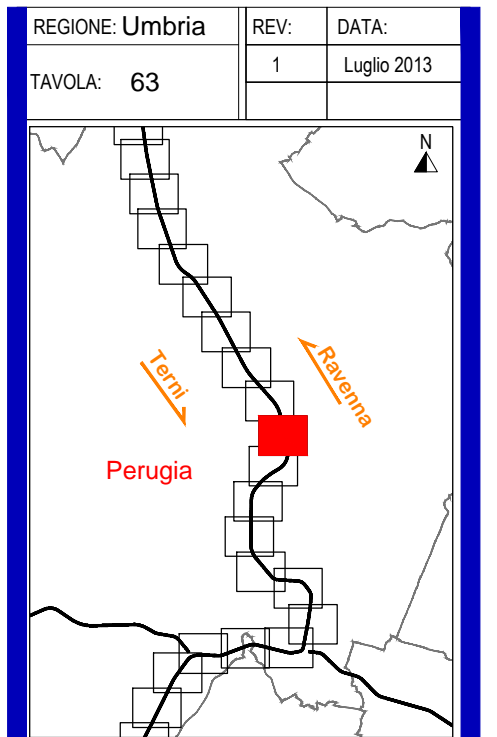 REGIONE: Umbria
REV:
DATA:
TAVOLA: 63
1
Luglio 2013
N
Terni
Ravenna
Perugia